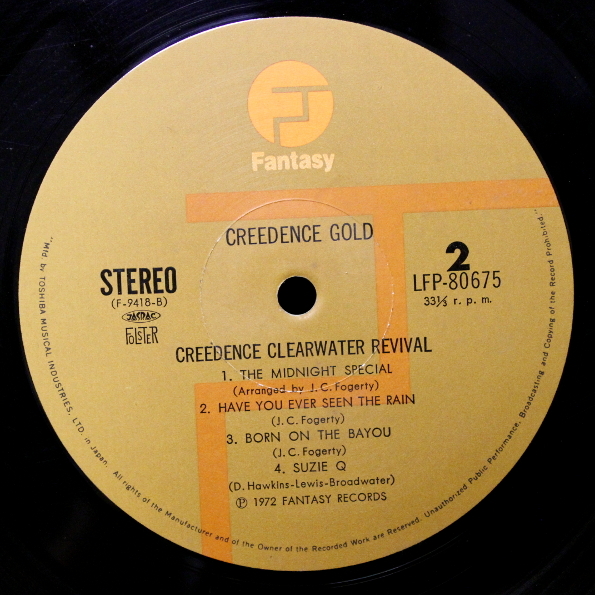 Fantasy
CREEDENCE GOLD
STEREO
(F-9418-B)
JASRAC
FOLSTER
2
LFP-80675
33⅓ r. p. m.
CREEDENCE CLEARWATER REVIVAL
1. THE MIDNIGHT SPECIAL
(Arranged by J. C. Fogerty)
2. HAVE YOU EVER SEEN THE RAIN
(J. C. Fogerty)
3. BORN ON THE BAYOU
(J. C. Fogerty)
4. SUZIE Q
(D. Hawkins-Lewis-Broadwater)
Ⓟ 1972 FANTASY RECORDS
"Mfd. by TOSHIBA MUSICAL INDUSTRIES, LTD. in Japan. All rights of the Manufacturer and of the Owner of the Recorded Work are Reserved. Unauthorized Public Performance, Broadcasting and Copying of the Record Prohibited."